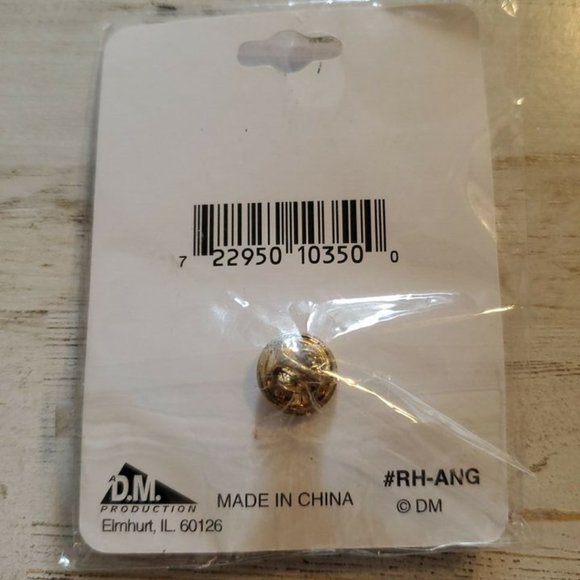 7 22950 10350 0
#RH-ANG
A D.M.
PRODUCTION
MADE IN CHINA
© DM
Elmhurt, IL. 60126